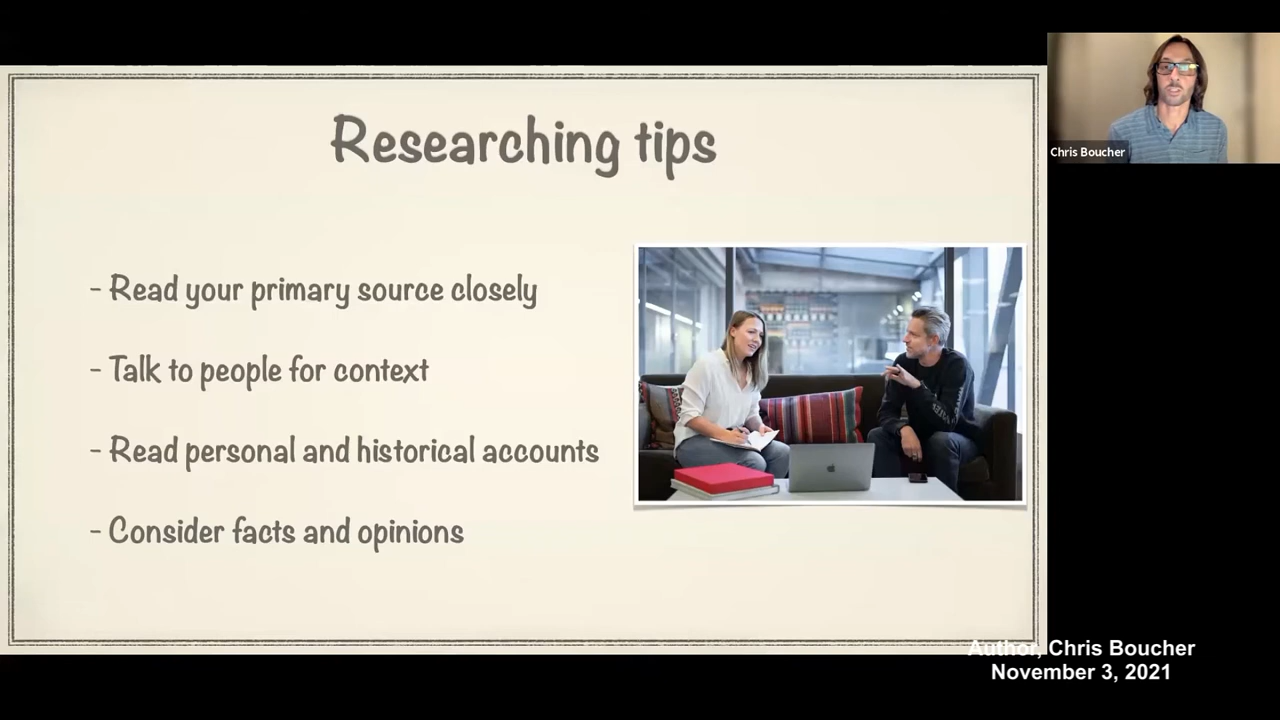 Researching tips
- Read your primary source closely
- Talk to people for context
- Read personal and historical accounts
- Consider facts and opinions
Chris Boucher
Author, Chris Boucher
November 3, 2021